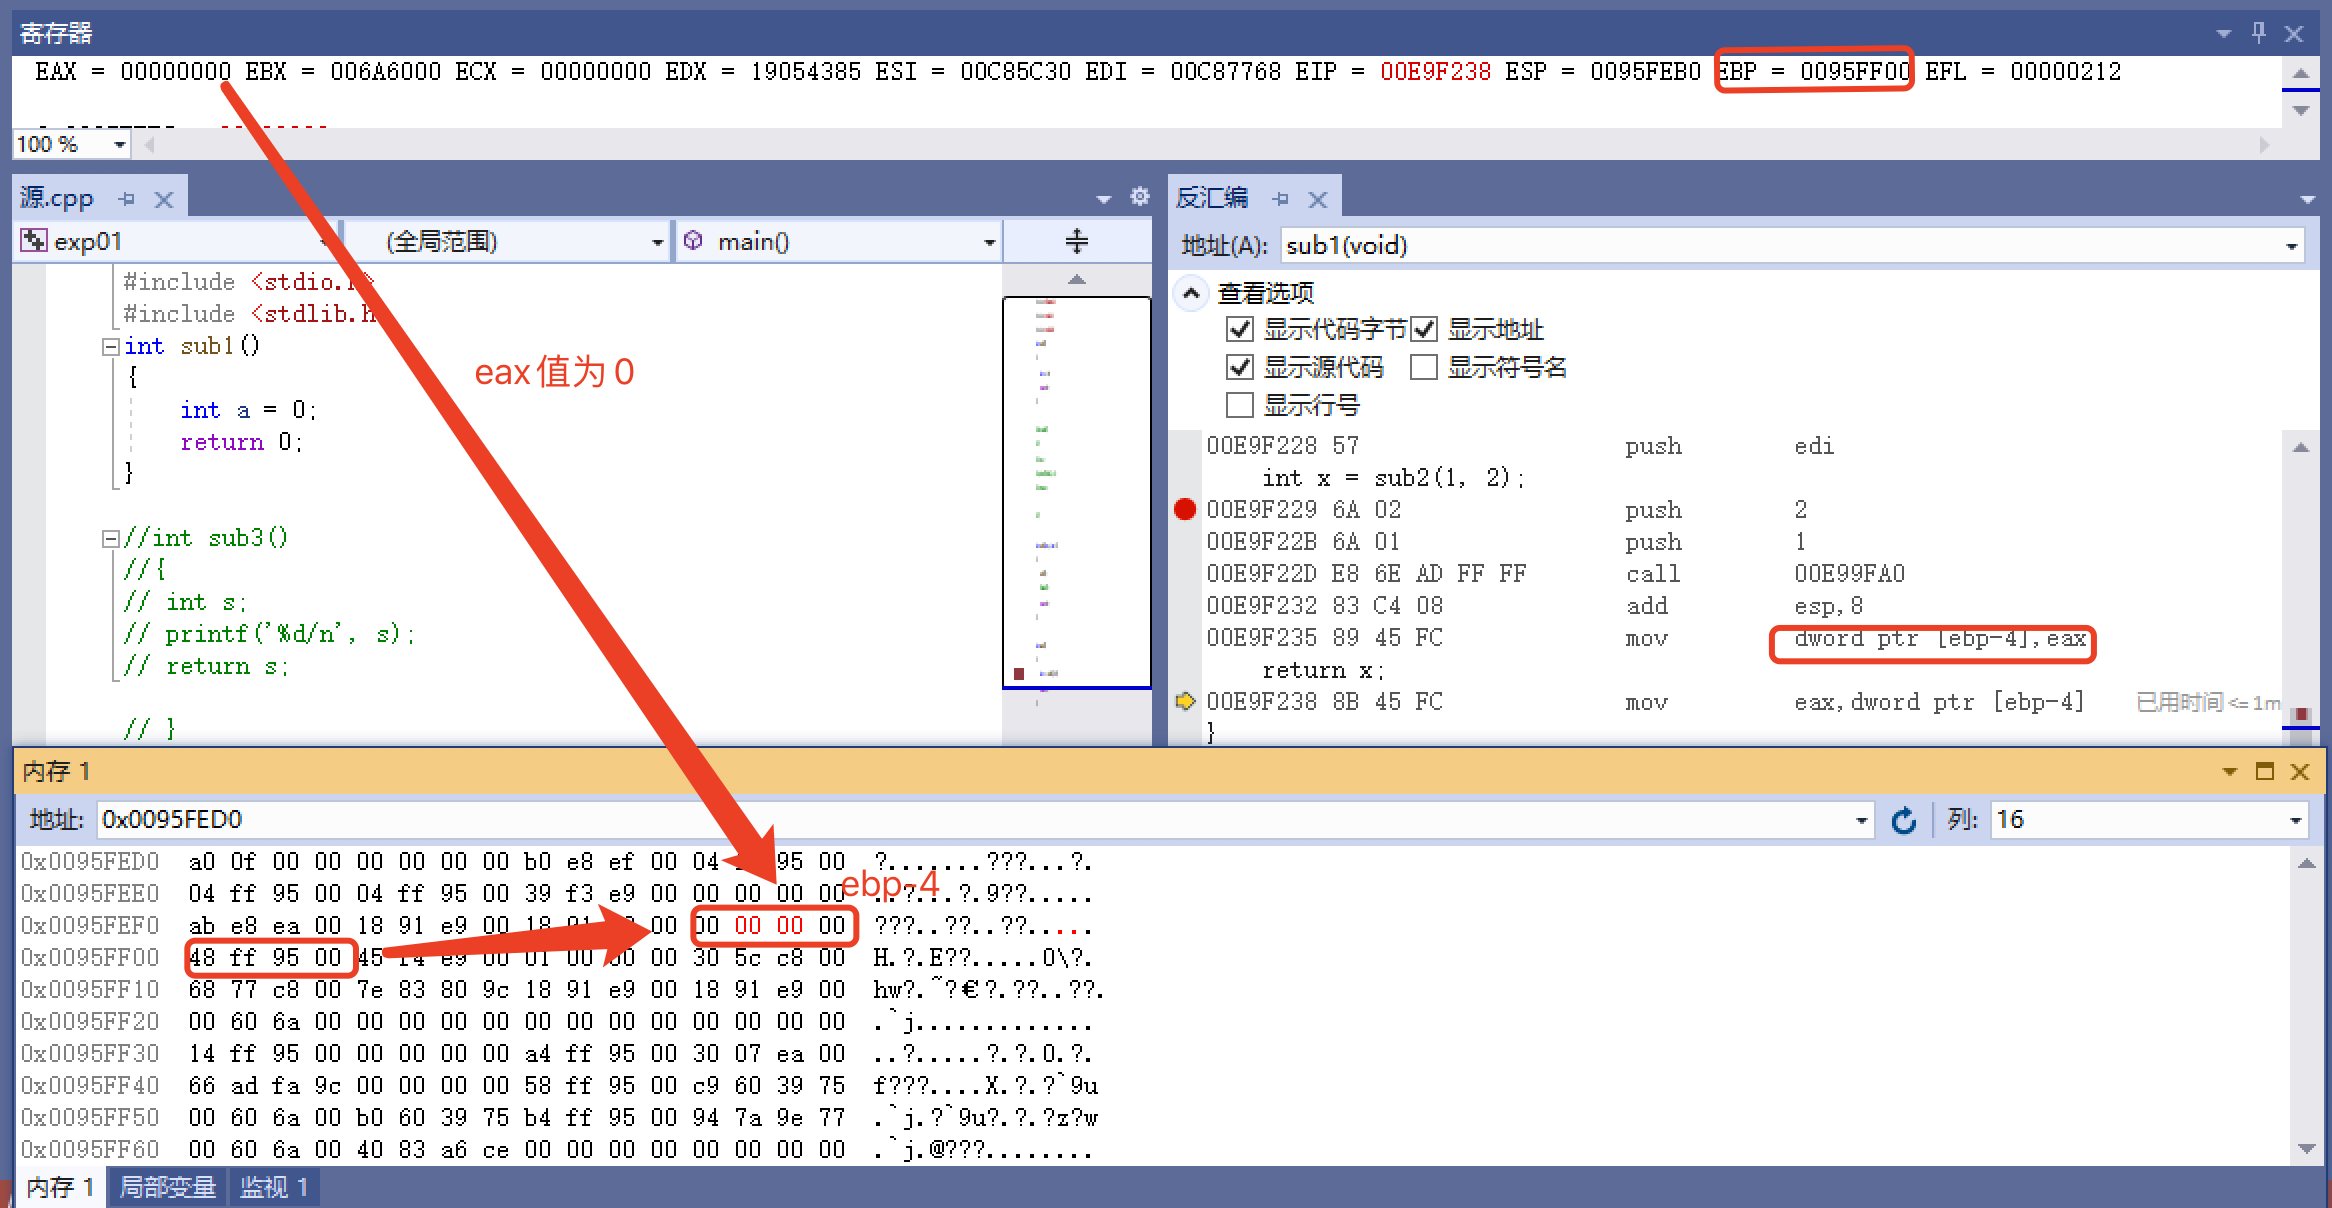 寄存器
EAX = 00000000 EBX = 006A6000 ECX = 00000000 EDX = 19054385 ESI = 00C85C30 EDI = 00C87768 EIP = 00E9F238 ESP = 0095FEB0 EBP = 0095FF00 EFL = 00000212
100 %
源.cpp
exp01
(全局范围)
main()
#include <stdio.h>
#include <stdlib.h
int sub1()
{
int a = 0;
return 0;
}
//int sub3()
//{
// int s;
// printf('%d/n', s);
// return s;
// }
eax值为0
反汇编
地址(A): sub1(void)
查看选项
显示代码字节 显示地址
显示源代码 显示符号名
显示行号
00E9F228 57 push edi
int x = sub2(1, 2);
00E9F229 6A 02 push 2
00E9F22B 6A 01 push 1
00E9F22D E8 6E AD FF FF call 00E99FA0
00E9F232 83 C4 08 add esp,8
00E9F235 89 45 FC mov dword ptr [ebp-4],eax
return x;
00E9F238 8B 45 FC mov eax,dword ptr [ebp-4] 已用时间<=1m
}
内存 1
地址: 0x0095FED0 列: 16
0x0095FED0 a0 0f 00 00 00 00 00 00 b0 e8 ef 00 04 95 00 ?.......???...?.
0x0095FEE0 04 ff 95 00 04 ff 95 00 39 f3 e9 00 00 00 00 00 ..?...?.9??.....
ebp-4
0x0095FEF0 ab e8 ea 00 18 91 e9 00 18 00 00 00 00 00 ???..??..??.....
0x0095FF00 48 ff 95 00 45 f4 e9 00 01 00 00 00 30 5c c8 00 H.?.E??.....0\?.
0x0095FF10 68 77 c8 00 7e 83 80 9c 18 91 e9 00 18 91 e9 00 hw?.~?€?.??..??.
0x0095FF20 00 60 6a 00 00 00 00 00 00 00 00 00 00 00 00 00 .`j.............
0x0095FF30 14 ff 95 00 00 00 00 00 a4 ff 95 00 30 07 ea 00 ..?.....?.?.0.?.
0x0095FF40 66 ad fa 9c 00 00 00 00 58 ff 95 00 c9 60 39 75 f???....X.?.?`9u
0x0095FF50 00 60 6a 00 b0 60 39 75 b4 ff 95 00 94 7a 9e 77 .`j.?`9u?.?.?z?w
0x0095FF60 00 60 6a 00 40 83 a6 ce 00 00 00 00 00 00 00 00 .`j.@???........
内存 1 局部变量 监视 1